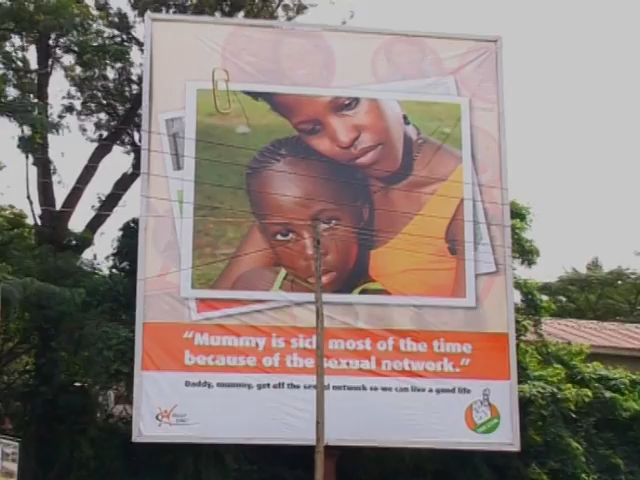 “Mummy is sick most of the time
because of the sexual network.”
Daddy, mummy, get off the sexual network so we can live a good life